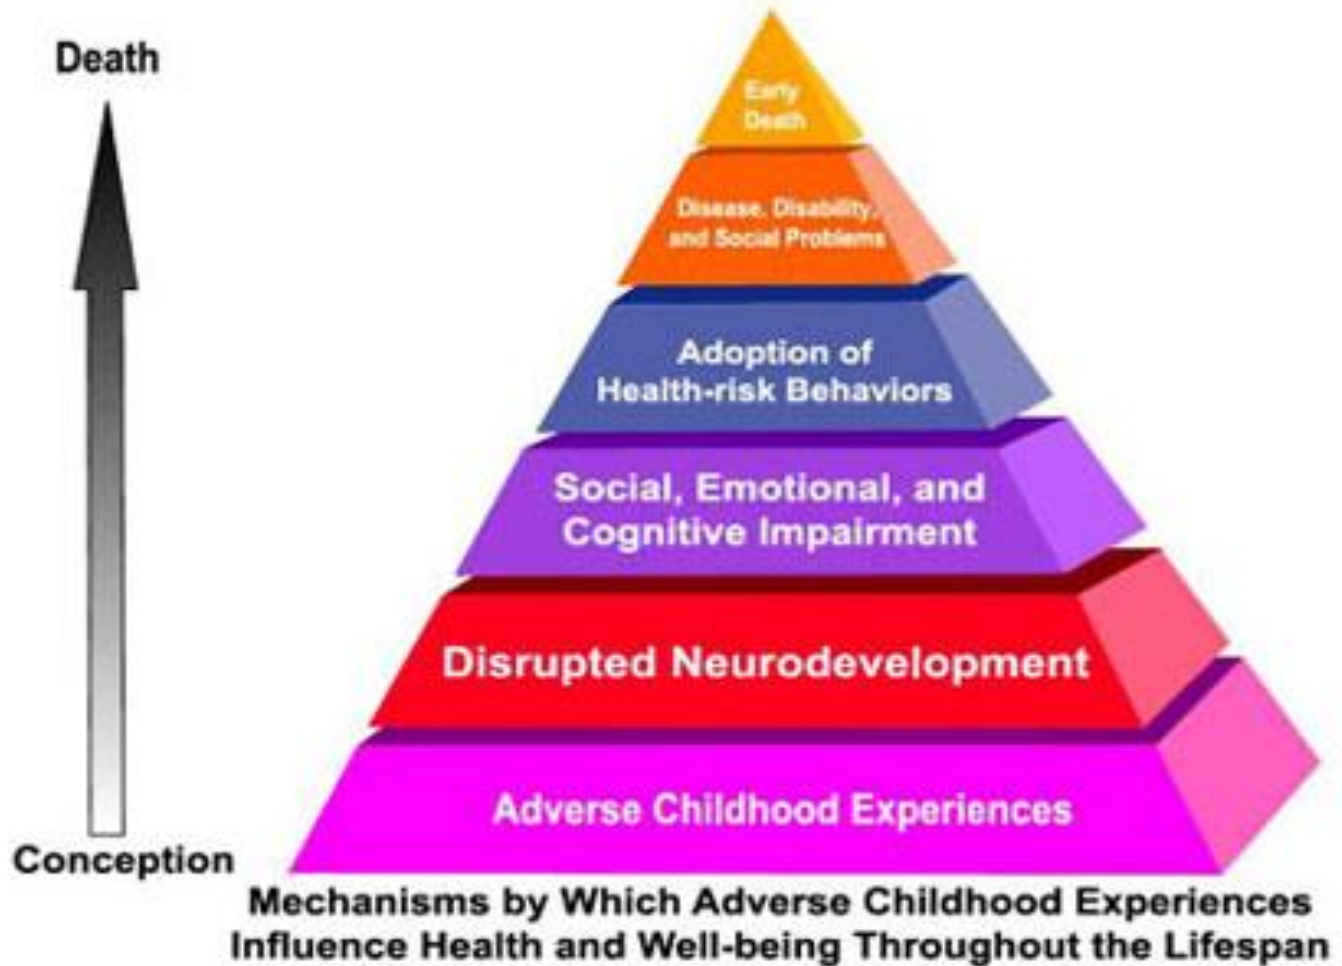 Death
Early
Death
Disease, Disability,
and Social Problems
Adoption of
Health-risk Behaviors
Social, Emotional, and
Cognitive Impairment
Disrupted Neurodevelopment
Adverse Childhood Experiences
Conception
Mechanisms by Which Adverse Childhood Experiences
Influence Health and Well-being Throughout the Lifespan